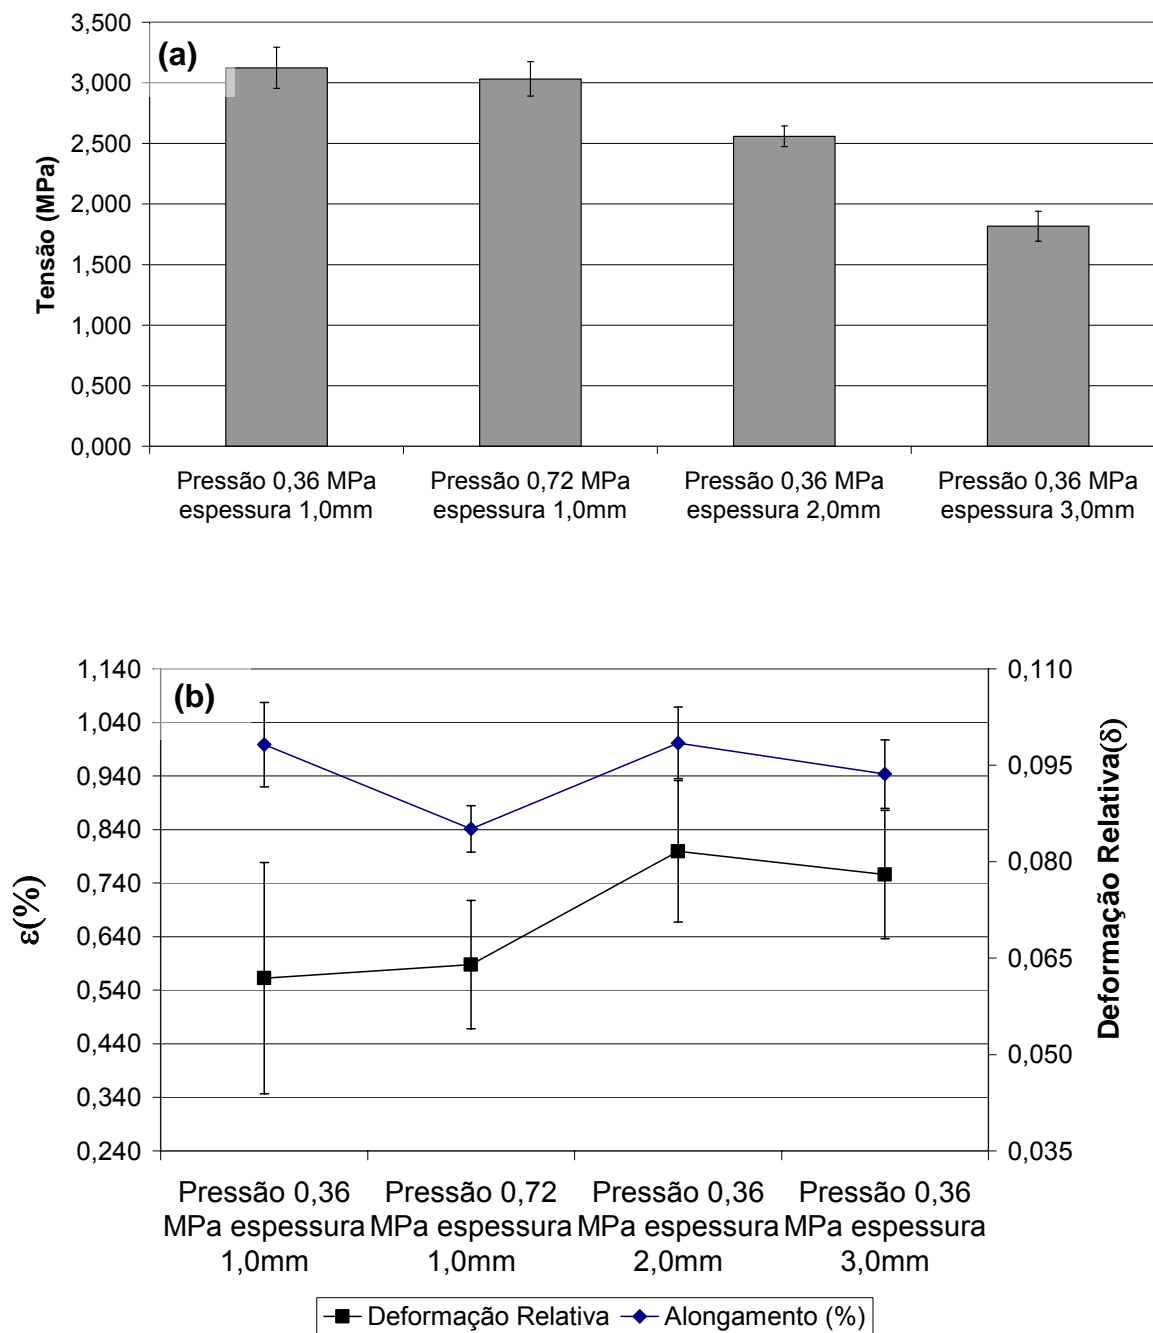 (a)
Tensão (MPa)
3,500
3,000
2,500
2,000
1,500
1,000
0,500
0,000
Pressão 0,36 MPa
espessura 1,0mm
Pressão 0,72 MPa
espessura 1,0mm
Pressão 0,36 MPa
espessura 2,0mm
Pressão 0,36 MPa
espessura 3,0mm
(b)
ε(%)
1,140
1,040
0,940
0,840
0,740
0,640
0,540
0,440
0,340
0,240
0,110
0,095
0,080
0,065
0,050
0,035
Deformação Relativa(δ)
Pressão 0,36
MPa espessura
1,0mm
Pressão 0,72
MPa espessura
1,0mm
Pressão 0,36
MPa espessura
2,0mm
Pressão 0,36
MPa espessura
3,0mm
Deformação Relativa
Alongamento (%)